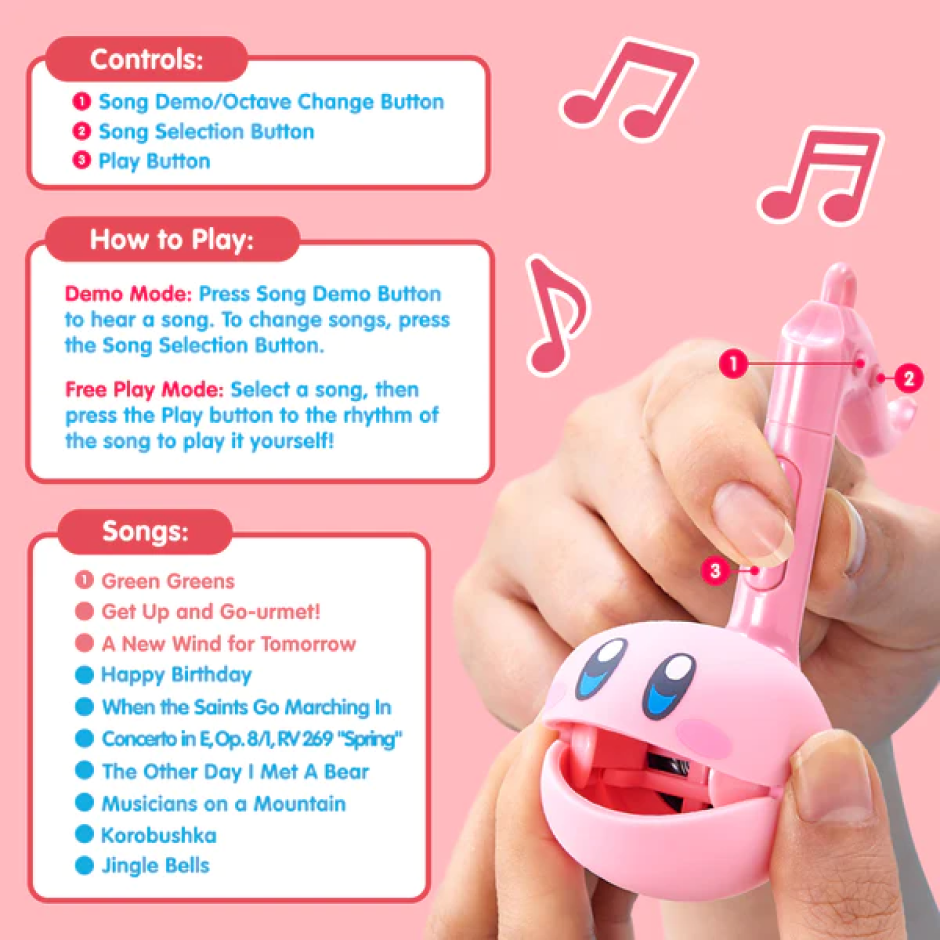 Controls:
1 Song Demo/Octave Change Button
2 Song Selection Button
3 Play Button
How to Play:
Demo Mode: Press Song Demo Button
to hear a song. To change songs, press
the Song Selection Button.
Free Play Mode: Select a song, then
press the Play button to the rhythm of
the song to play it yourself!
Songs:
1 Green Greens
Get Up and Go-urmet!
A New Wind for Tomorrow
Happy Birthday
When the Saints Go Marching In
Concerto in E, Op. 8/1, RV 269 "Spring"
The Other Day I Met A Bear
Musicians on a Mountain
Korobushka
Jingle Bells
1
2
3